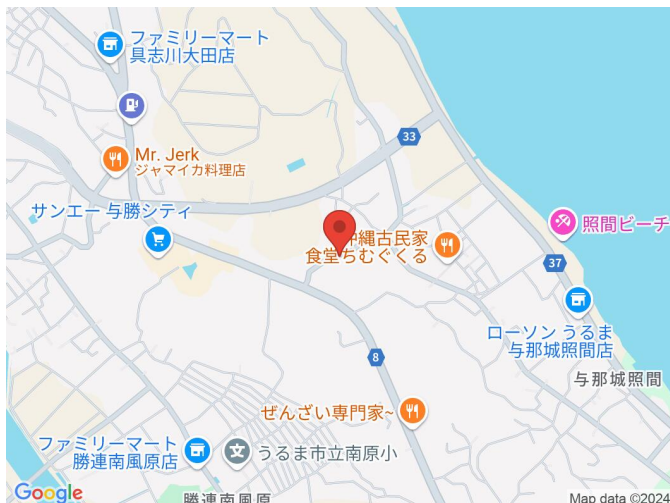 ファミリーマート
具志川大田店
33
Mr. Jerk
ジャマイカ料理店
サンエー 与勝シティ
照間ビーチ
沖縄古民家
食堂ちむぐくる
37
ローソン うるま
与那城照間店
8
与那城照間
ぜんざい専門家~
ファミリーマート
勝連南風原店
うるま市立南原小
勝連南風原
Google
Map data ©2024